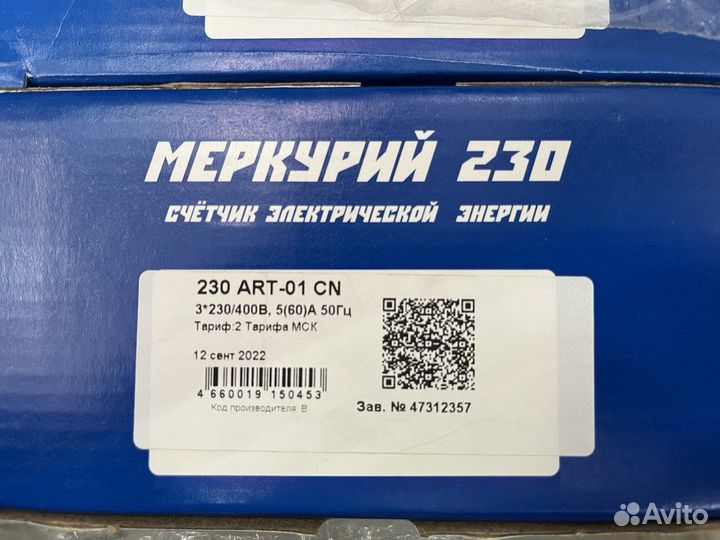 МЕРКУРИЙ 230
СЧЁТЧИК ЭЛЕКТРИЧЕСКОЙ ЭНЕРГИИ
230 ART-01 CN
3*230/400В, 5(60)А 50Гц
Тариф:2 Тарифа МСК
12 сент 2022
4 660019 150453
Код производителя: В
Зав. № 47312357
Avito